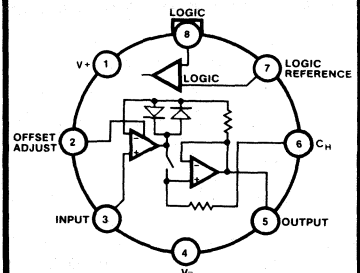 LOGIC
8
V+
1
LOGIC
7
LOGIC
REFERENCE
OFFSET
ADJUST
2
-
+
-
+
6
CH
INPUT
3
5
OUTPUT
4
V-